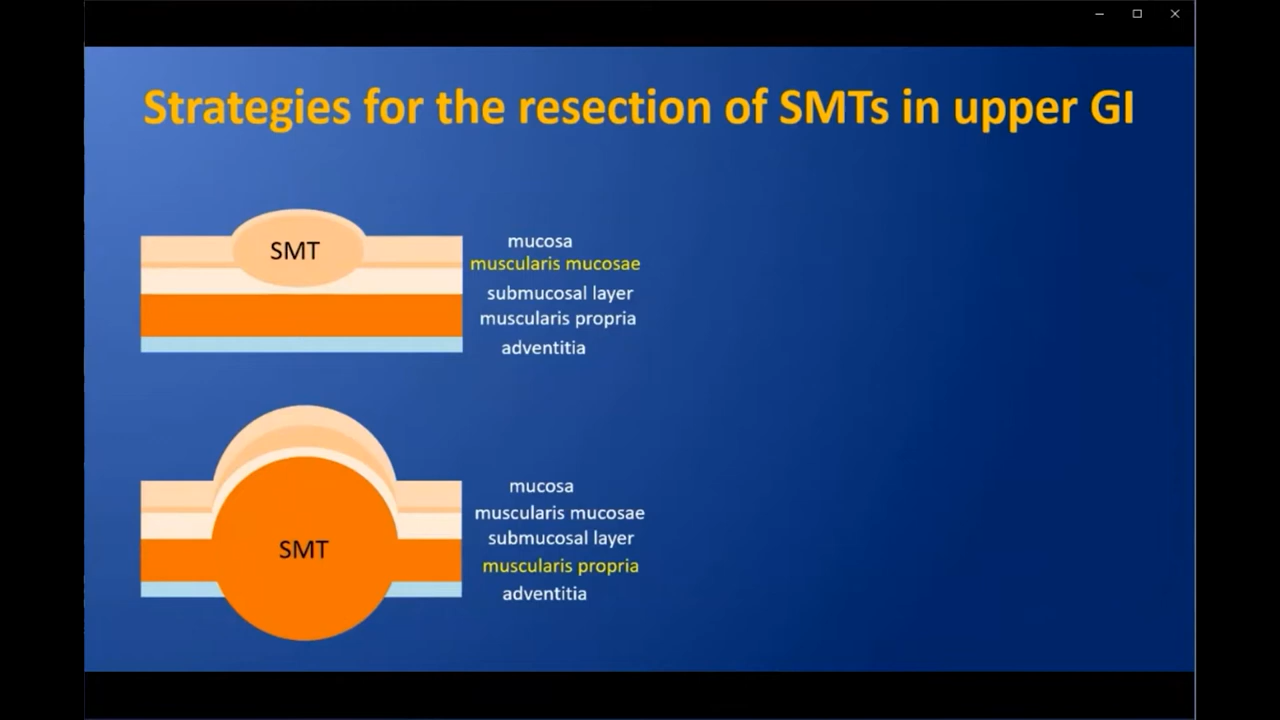 Strategies for the resection of SMTs in upper GI
SMT
mucosa
muscularis mucosae
submucosal layer
muscularis propria
adventitia
SMT
mucosa
muscularis mucosae
submucosal layer
muscularis propria
adventitia